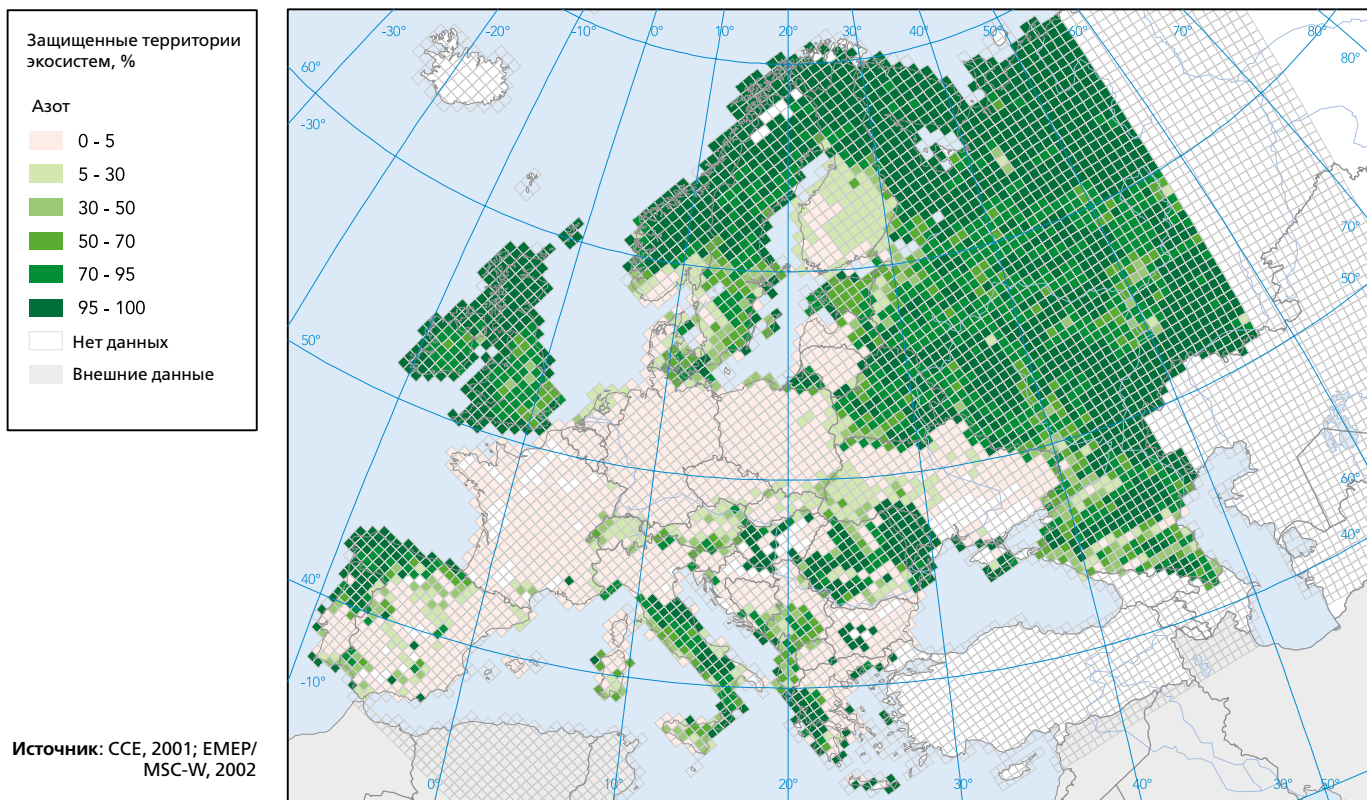 Защищенные территории
экосистем, %
Азот
0 - 5
5 - 30
30 - 50
50 - 70
70 - 95
95 - 100
Нет данных
Внешние данные
Источник: CCE, 2001; EMEP/
MSC-W, 2002
-30°
-20°
-10°
0°
10°
20°
30°
40°
50°
60°
70°
80°
60°
80°
-30°
70°
50°
50°
60°
40°
40°
-10°
0°
10°
20°
30°
40°
30°
50°